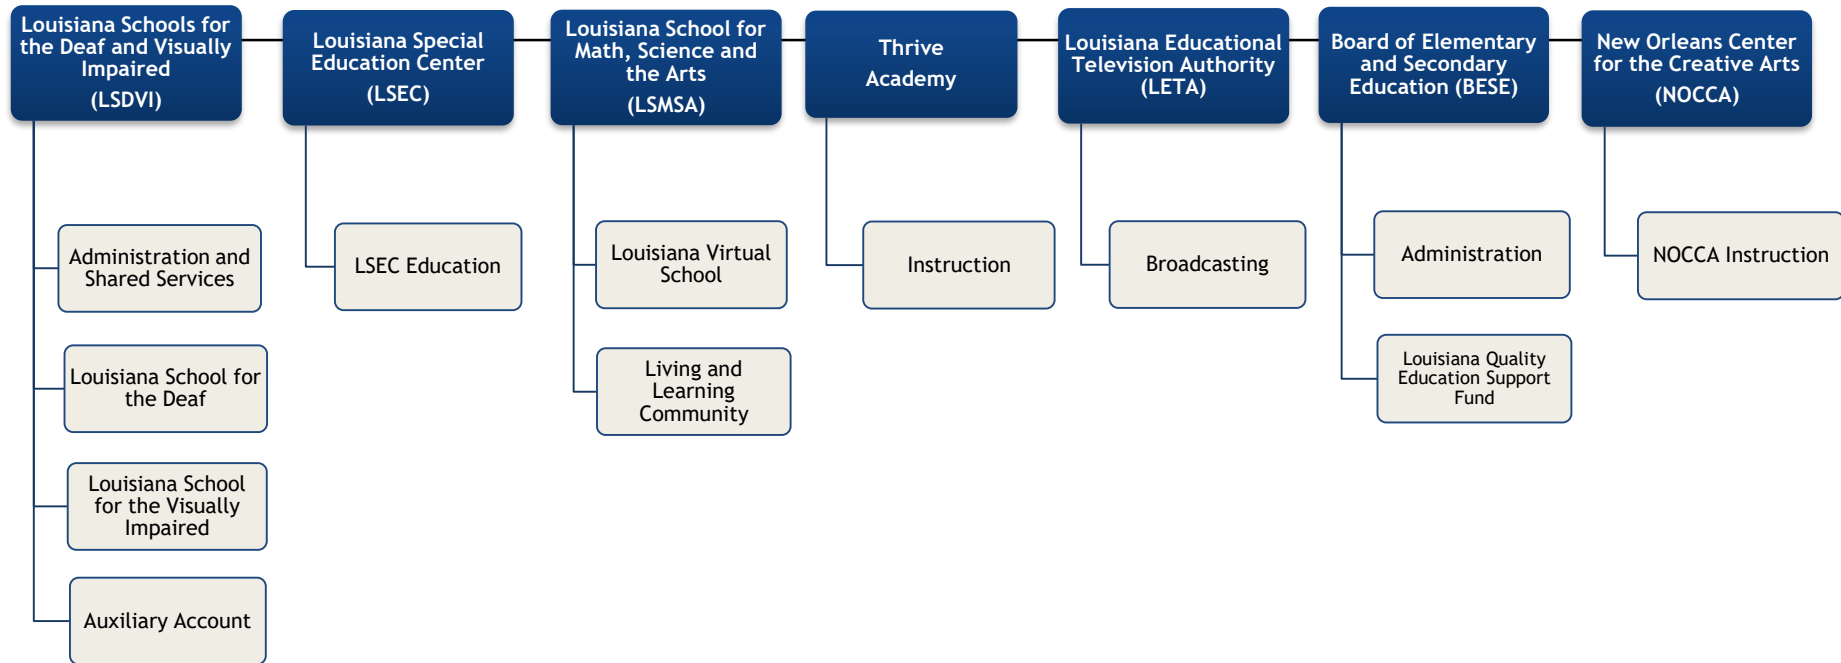 Louisiana Schools for
the Deaf and Visually
Impaired
(LSDVI)
Louisiana Special
Education Center
(LSEC)
Louisiana School for
Math, Science and
the Arts
(LSMSA)
Thrive
Academy
Louisiana Educational
Television Authority
(LETA)
Board of Elementary
and Secondary
Education (BESE)
New Orleans Center
for the Creative Arts
(NOCCA)
Administration and
Shared Services
Louisiana School for
the Deaf
Louisiana School
for the Visually
Impaired
Auxiliary Account
LSEC Education
Louisiana Virtual
School
Living and
Learning
Community
Instruction
Broadcasting
Administration
Louisiana Quality
Education Support
Fund
NOCCA Instruction